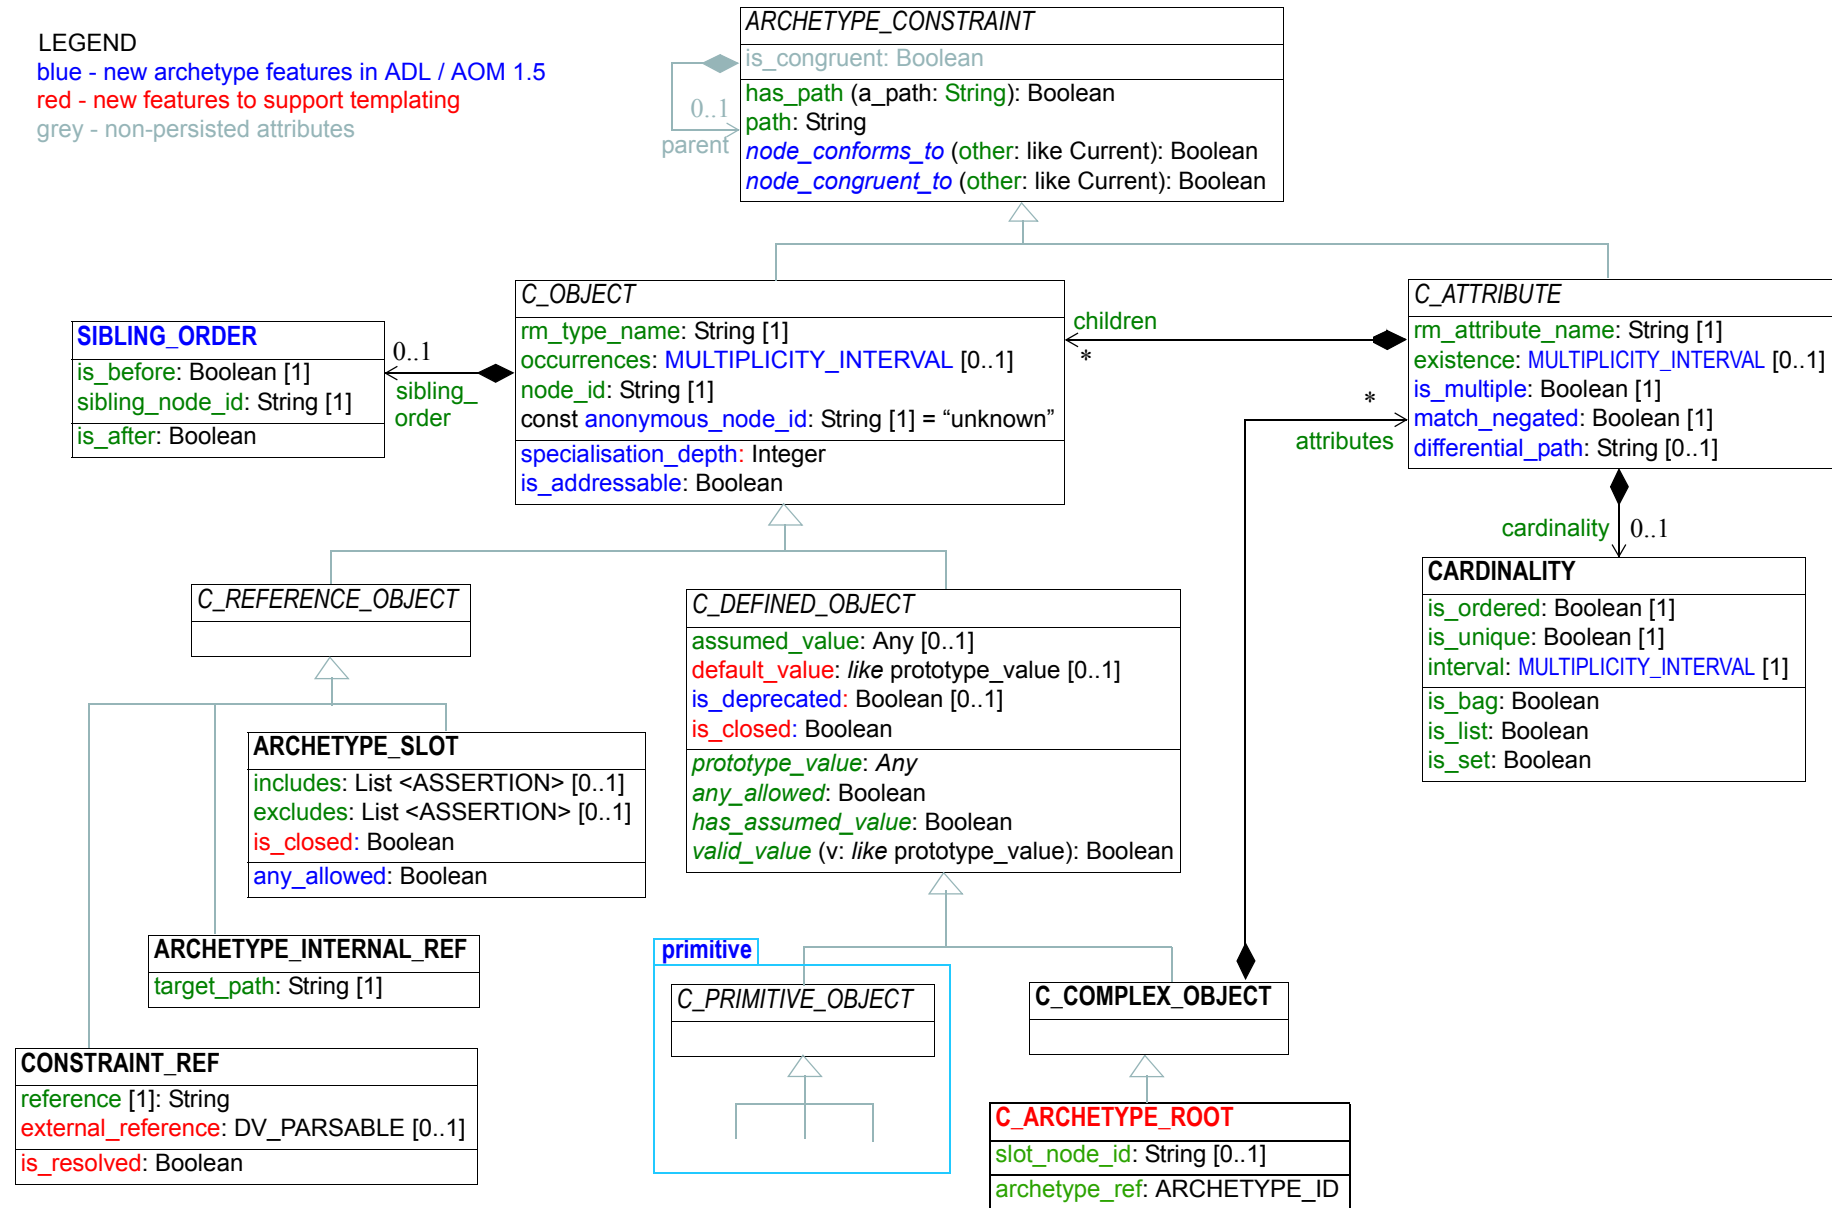 LEGEND
blue - new archetype features in ADL / AOM 1.5
red - new features to support templating
grey - non-persisted attributes
ARCHETYPE_CONSTRAINT
is_congruent: Boolean
has_path (a_path: String): Boolean
path: String
node_conforms_to (other: like Current): Boolean
node_congruent_to (other: like Current): Boolean
0..1
parent
C_OBJECT
rm_type_name: String [1]
occurrences: MULTIPLICITY_INTERVAL [0..1]
node_id: String [1]
const anonymous_node_id: String [1] = “unknown”
specialisation_depth: Integer
is_addressable: Boolean
SIBLING_ORDER
is_before: Boolean [1]
sibling_node_id: String [1]
is_after: Boolean
0..1
sibling_
order
children
*
C_ATTRIBUTE
rm_attribute_name: String [1]
existence: MULTIPLICITY_INTERVAL [0..1]
is_multiple: Boolean [1]
match_negated: Boolean [1]
differential_path: String [0..1]
*
attributes
cardinality
0..1
CARDINALITY
is_ordered: Boolean [1]
is_unique: Boolean [1]
interval: MULTIPLICITY_INTERVAL [1]
is_bag: Boolean
is_list: Boolean
is_set: Boolean
C_REFERENCE_OBJECT
C_DEFINED_OBJECT
assumed_value: Any [0..1]
default_value: like prototype_value [0..1]
is_deprecated: Boolean [0..1]
is_closed: Boolean
prototype_value: Any
any_allowed: Boolean
has_assumed_value: Boolean
valid_value (v: like prototype_value): Boolean
ARCHETYPE_SLOT
includes: List <ASSERTION> [0..1]
excludes: List <ASSERTION> [0..1]
is_closed: Boolean
any_allowed: Boolean
ARCHETYPE_INTERNAL_REF
target_path: String [1]
CONSTRAINT_REF
reference [1]: String
external_reference: DV_PARSABLE [0..1]
is_resolved: Boolean
primitive
C_PRIMITIVE_OBJECT
C_COMPLEX_OBJECT
C_ARCHETYPE_ROOT
slot_node_id: String [0..1]
archetype_ref: ARCHETYPE_ID